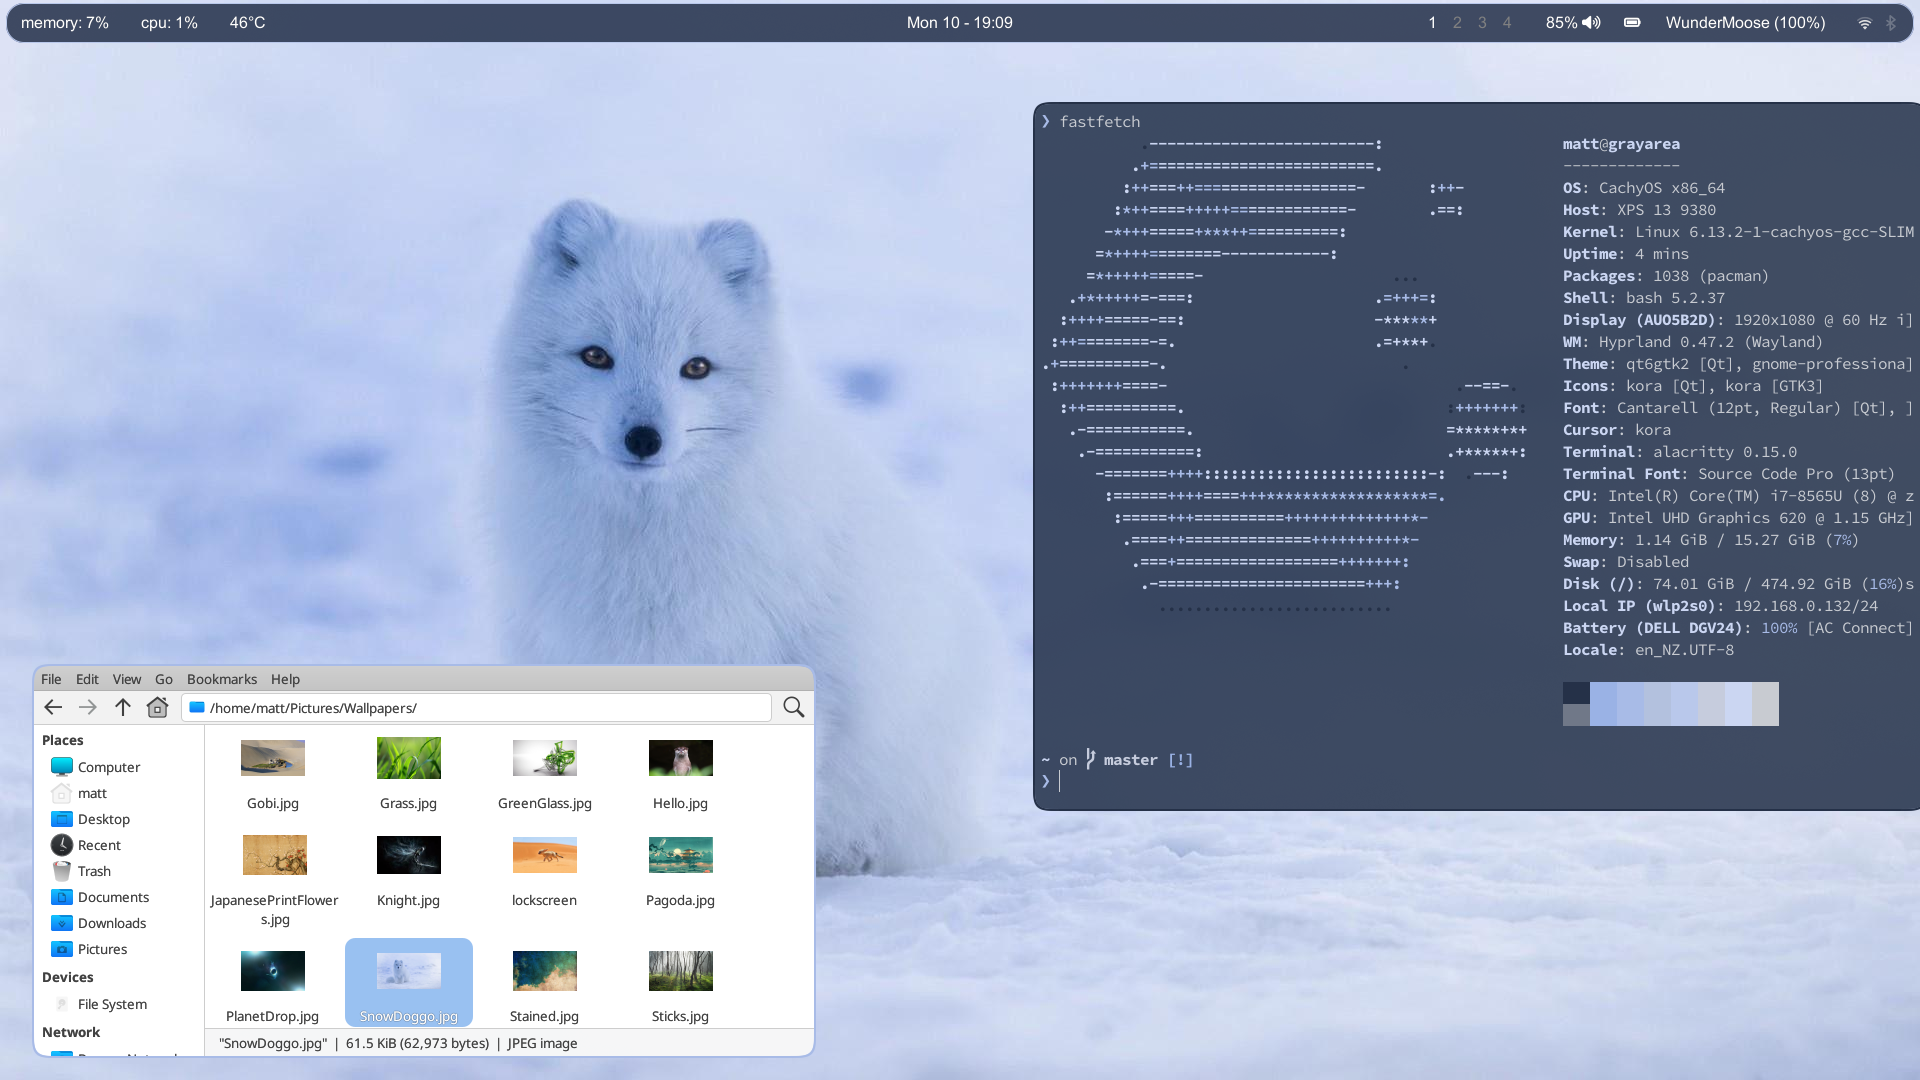 memory: 7% cpu: 1% 46°C Mon 10 - 19:09 1 2 3 4 85% WunderMoose (100%)
❯ fastfetch
matt@grayarea
-------------
OS: CachyOS x86_64
Host: XPS 13 9380
Kernel: Linux 6.13.2-1-cachyos-gcc-SLIM
Uptime: 4 mins
Packages: 1038 (pacman)
Shell: bash 5.2.37
Display (AUO5B2D): 1920x1080 @ 60 Hz i]
WM: Hyprland 0.47.2 (Wayland)
Theme: qt6gtk2 [Qt], gnome-professiona]
Icons: kora [Qt], kora [GTK3]
Font: Cantarell (12pt, Regular) [Qt], ]
Cursor: kora
Terminal: alacritty 0.15.0
Terminal Font: Source Code Pro (13pt)
CPU: Intel(R) Core(TM) i7-8565U (8) @ z
GPU: Intel UHD Graphics 620 @ 1.15 GHz]
Memory: 1.14 GiB / 15.27 GiB (7%)
Swap: Disabled
Disk (/): 74.01 GiB / 474.92 GiB (16%)s
Local IP (wlp2s0): 192.168.0.132/24
Battery (DELL DGV24): 100% [AC Connect]
Locale: en_NZ.UTF-8
~ on master [!]
❯
File Edit View Go Bookmarks Help
/home/matt/Pictures/Wallpapers/
Places
Computer
matt
Desktop
Recent
Trash
Documents
Downloads
Pictures
Devices
File System
Network
Gobi.jpg Grass.jpg GreenGlass.jpg Hello.jpg
JapanesePrintFlower Knight.jpg lockscreen Pagoda.jpg
s.jpg
PlanetDrop.jpg SnowDoggo.jpg Stained.jpg Sticks.jpg
"SnowDoggo.jpg" | 61.5 KiB (62,973 bytes) | JPEG image